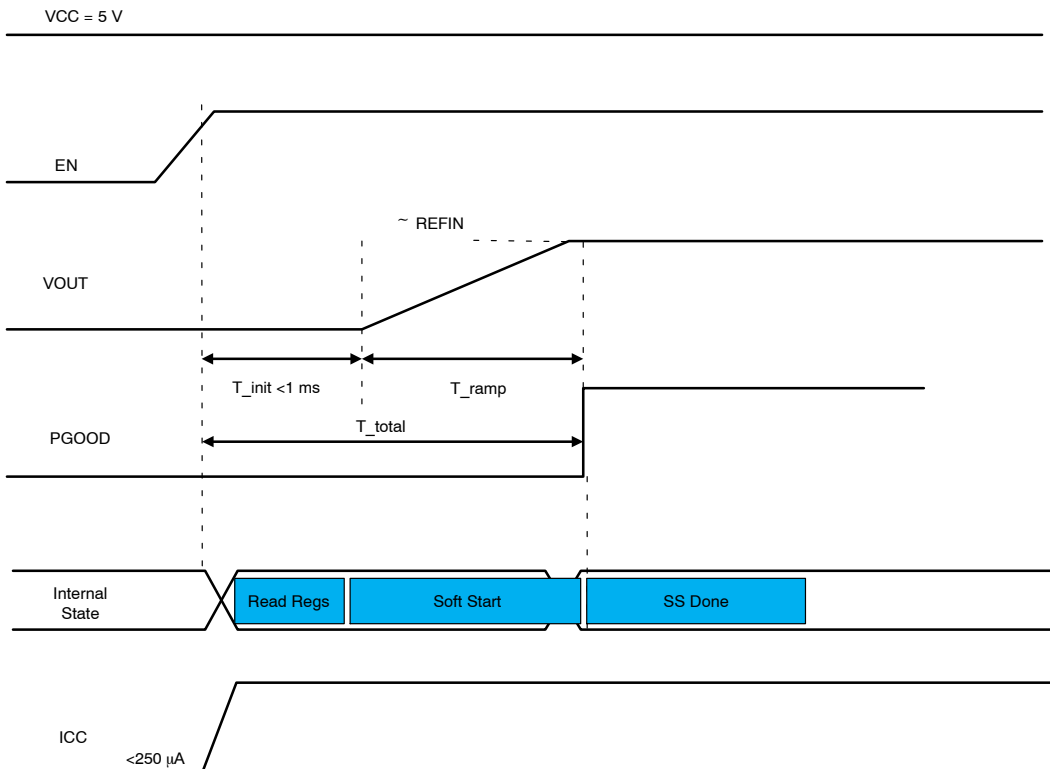 VCC = 5 V
EN
~ REFIN
VOUT
T_init <1 ms
T_ramp
T_total
PGOOD
Internal
State
Read Regs
Soft Start
SS Done
ICC
<250 µA